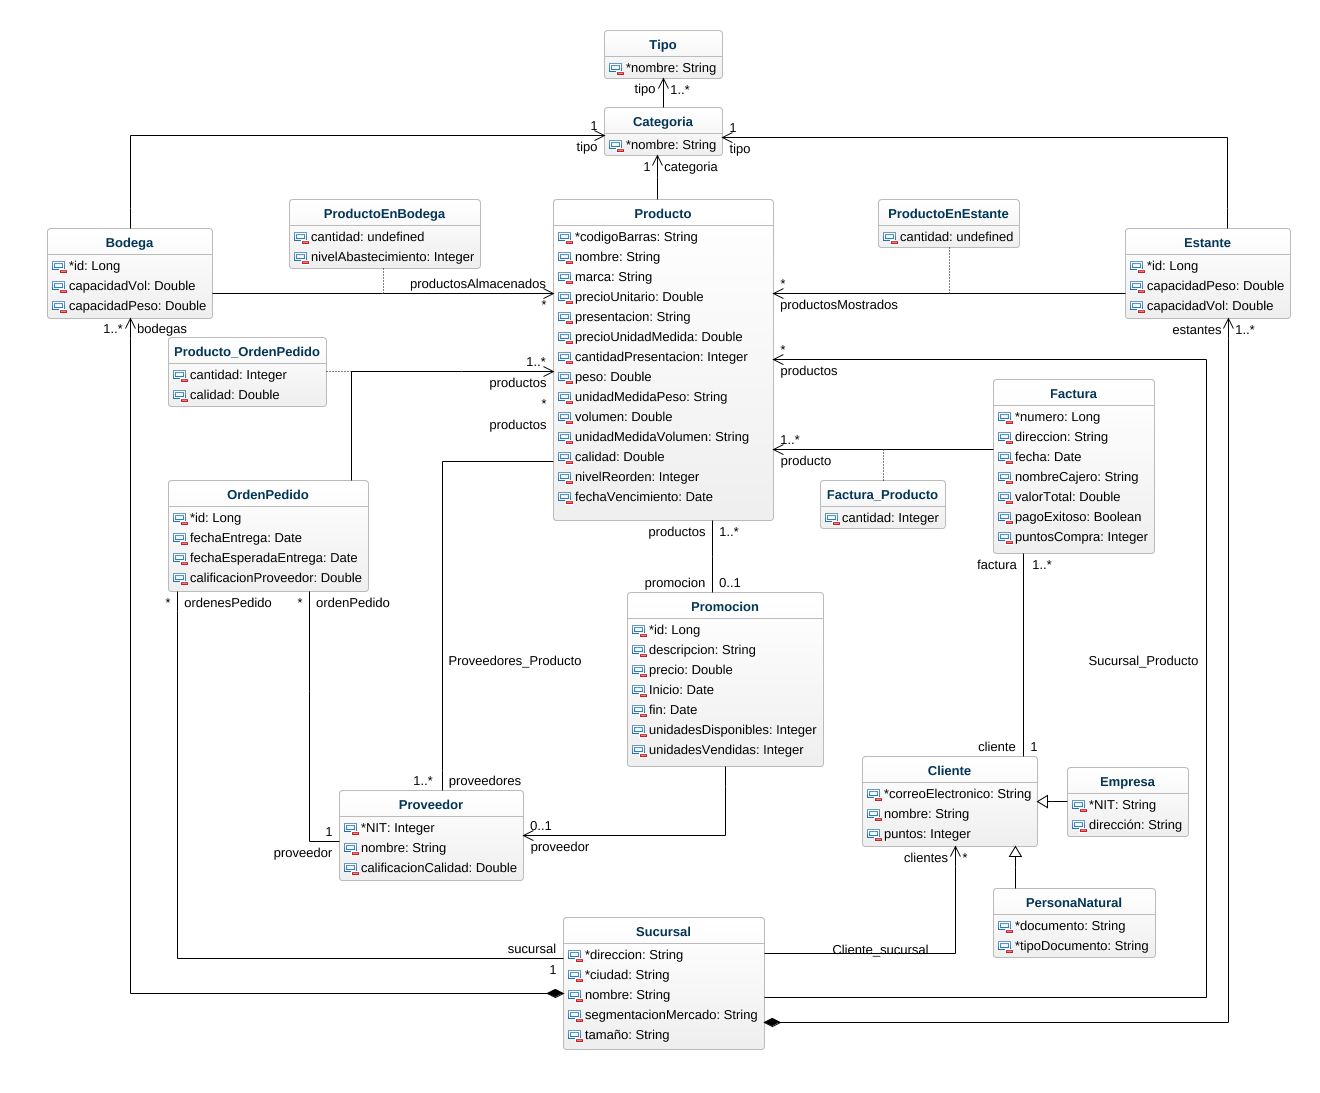 Tipo
*nombre: String
tipo
1..*
Categoria
*nombre: String
1
tipo
1
tipo
1
categoria
ProductoEnBodega
cantidad: undefined
nivelAbastecimiento: Integer
Producto
*codigoBarras: String
nombre: String
marca: String
precioUnitario: Double
presentacion: String
precioUnidadMedida: Double
cantidadPresentacion: Integer
peso: Double
unidadMedidaPeso: String
volumen: Double
unidadMedidaVolumen: String
calidad: Double
nivelReorden: Integer
fechaVencimiento: Date
ProductoEnEstante
cantidad: undefined
Bodega
*id: Long
capacidadVol: Double
capacidadPeso: Double
Estante
*id: Long
capacidadPeso: Double
capacidadVol: Double
productosAlmacenados
*
*
productosMostrados
1..*
bodegas
estantes
1..*
Producto_OrdenPedido
cantidad: Integer
calidad: Double
1..*
productos
*
productos
*
productos
Factura
*numero: Long
direccion: String
fecha: Date
nombreCajero: String
valorTotal: Double
pagoExitoso: Boolean
puntosCompra: Integer
1..*
producto
Factura_Producto
cantidad: Integer
OrdenPedido
*id: Long
fechaEntrega: Date
fechaEsperadaEntrega: Date
calificacionProveedor: Double
productos
1..*
factura
1..*
promocion
0..1
*
ordenesPedido
*
ordenPedido
Promocion
*id: Long
descripcion: String
precio: Double
Inicio: Date
fin: Date
unidadesDisponibles: Integer
unidadesVendidas: Integer
Proveedores_Producto
Sucursal_Producto
cliente
1
1..*
proveedores
Cliente
*correoElectronico: String
nombre: String
puntos: Integer
Empresa
*NIT: String
dirección: String
Proveedor
*NIT: Integer
nombre: String
calificacionCalidad: Double
1
proveedor
0..1
proveedor
clientes
*
PersonaNatural
*documento: String
*tipoDocumento: String
Sucursal
*direccion: String
*ciudad: String
nombre: String
segmentacionMercado: String
tamaño: String
sucursal
1
Cliente_sucursal